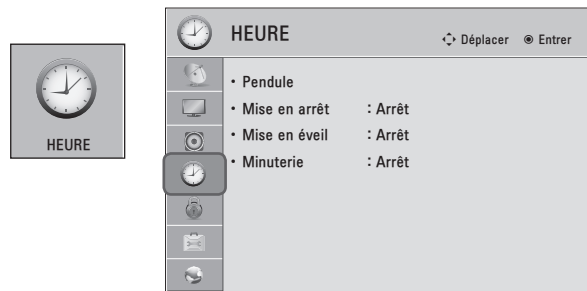 HEURE
HEURE
Déplacer Entrer
• Pendule
• Mise en arrêt : Arrêt
• Mise en éveil : Arrêt
• Minuterie : Arrêt